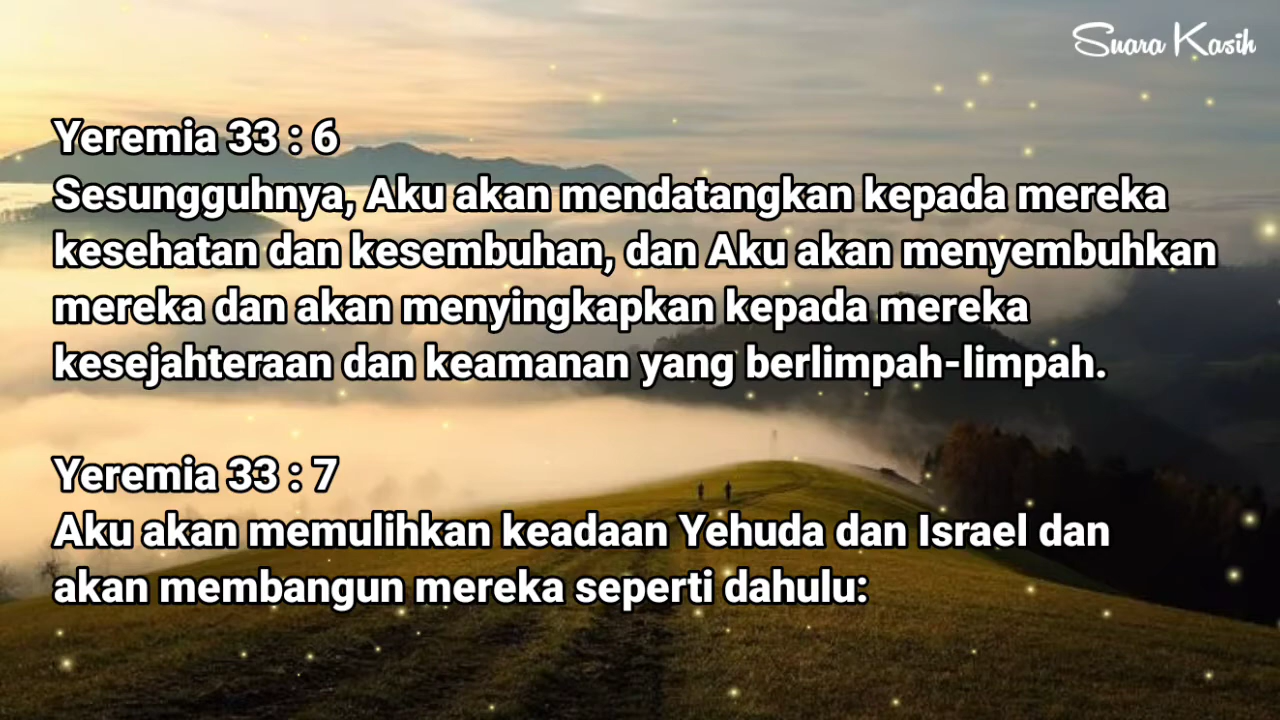 Suara Kasih
Yeremia 33 : 6
Sesungguhnya, Aku akan mendatangkan kepada mereka
kesehatan dan kesembuhan, dan Aku akan menyembuhkan
mereka dan akan menyingkapkan kepada mereka
kesejahteraan dan keamanan yang berlimpah-limpah.
Yeremia 33 : 7
Aku akan memulihkan keadaan Yehuda dan Israel dan
akan membangun mereka seperti dahulu: